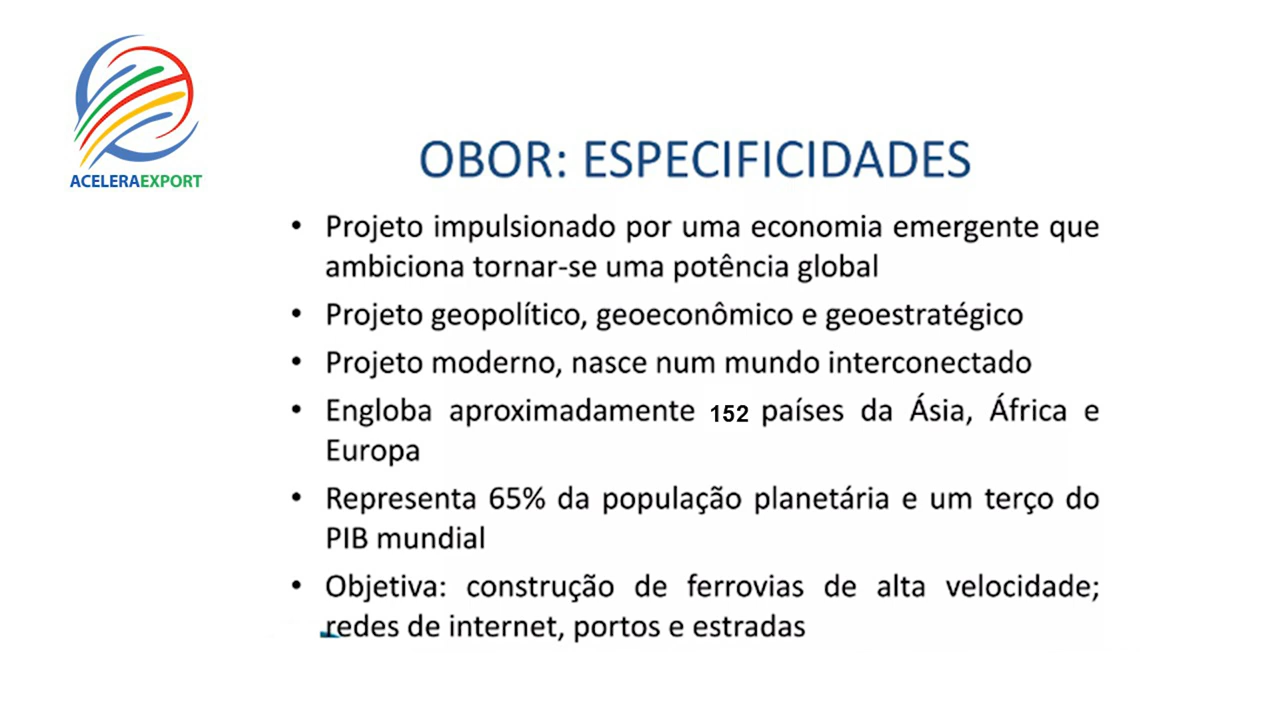 ACELERAEXPORT
OBOR: ESPECIFICIDADES
• Projeto impulsionado por uma economia emergente que
ambiciona tornar-se uma potência global
• Projeto geopolítico, geoeconômico e geoestratégico
• Projeto moderno, nasce num mundo interconectado
• Engloba aproximadamente 152 países da Ásia, África e
Europa
• Representa 65% da população planetária e um terço do
PIB mundial
• Objetiva: construção de ferrovias de alta velocidade;
redes de internet, portos e estradas